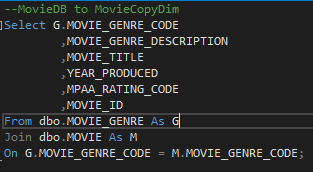 --MovieDB to MovieCopyDim
Select G.MOVIE_GENRE_CODE
,MOVIE_GENRE_DESCRIPTION
,MOVIE_TITLE
,YEAR_PRODUCED
,MPAA_RATING_CODE
,MOVIE_ID
From dbo.MOVIE_GENRE As G
Join dbo.MOVIE As M
On G.MOVIE_GENRE_CODE = M.MOVIE_GENRE_CODE;